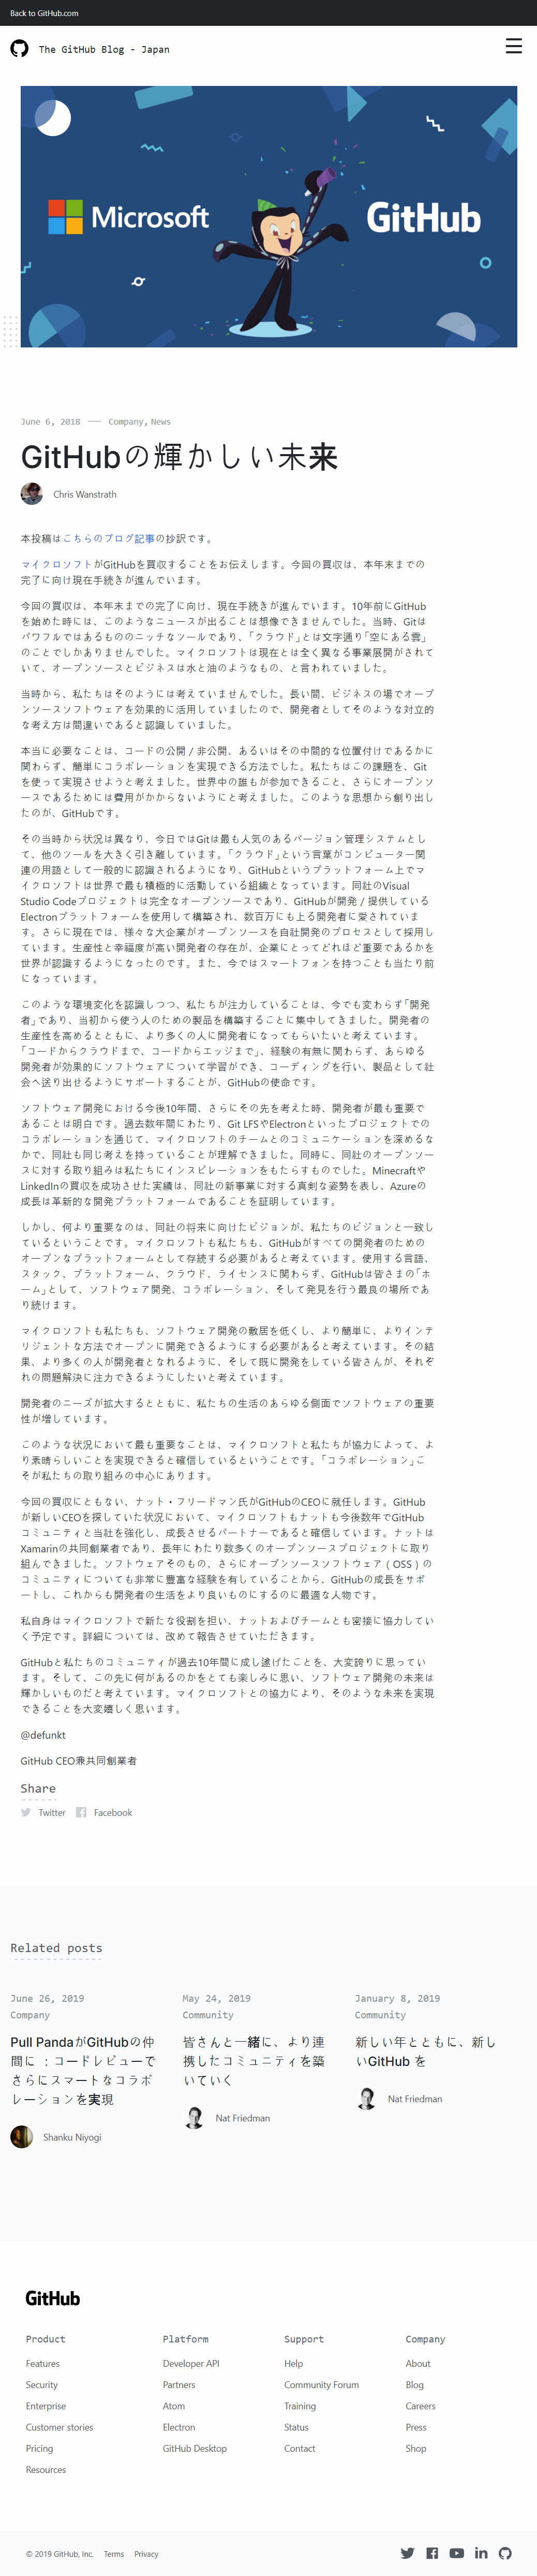 Back to GitHub.com
The GitHub Blog - Japan
Microsoft
GitHub
June 6, 2018 — Company, News
GitHubの輝かしい未来
Chris Wanstrath
本投稿はこちらのブログ記事の抄訳です。
マイクロソフトがGitHubを買収することをお伝えします。今回の買収は、本年末までの
完了に向け現在手続きが進んでいます。
今回の買収は、本年末までの完了に向け、現在手続きが進んでいます。10年前にGitHub
を始めた時には、このようなニュースが出ることは想像できませんでした。当時、Gitは
パワフルではあるもののニッチなツールであり、「クラウド」とは文字通り「空にある雲」
のことでしかありませんでした。マイクロソフトは現在とは全く異なる事業展開がされて
いて、オープンソースとビジネスは水と油のようなもの、と言われていました。
当時から、私たちはそのようには考えていませんでした。長い間、ビジネスの場でオープ
ンソースソフトウェアを効果的に活用していましたので、開発者としてそのような対立的
な考え方は間違いであると認識していました。
本当に必要なことは、コードの公開 / 非公開、あるいはその中間的な位置付けであるかに
関わらず、簡単にコラボレーションを実現できる方法でした。私たちはこの課題を、Git
を使って実現させようと考えました。世界中の誰もが参加できること、さらにオープンソ
ースであるためには費用がかからないようにと考えました。このような思想から創り出し
たのが、GitHubです。
その当時から状況は異なり、今日ではGitは最も人気のあるバージョン管理システムとし
て、他のツールを大きく引き離しています。「クラウド」という言葉がコンピューター関
連の用語として一般的に認識されるようになり、GitHubというプラットフォーム上でマ
イクロソフトは世界で最も積極的に活動している組織となっています。同社のVisual
Studio Codeプロジェクトは完全なオープンソースであり、GitHubが開発 / 提供している
Electronプラットフォームを使用して構築され、数百万にも上る開発者に愛されていま
す。さらに現在では、様々な大企業がオープンソースを自社開発のプロセスとして採用し
ています。生産性と幸福度が高い開発者の存在が、企業にとってどれほど重要であるかを
世界が認識するようになったのです。また、今ではスマートフォンを持つことも当たり前
になっています。
このような環境変化を認識しつつ、私たちが注力していることは、今でも変わらず「開発
者」であり、当初から使う人のための製品を構築することに集中してきました。開発者の
生産性を高めるとともに、より多くの人に開発者になってもらいたいと考えています。
「コードからクラウドまで、コードからエッジまで」、経験の有無に関わらず、あらゆる
開発者が効果的にソフトウェアについて学習ができ、コーディングを行い、製品として社
会へ送り出せるようにサポートすることが、GitHubの使命です。
ソフトウェア開発における今後10年間、さらにその先を考えた時、開発者が最も重要で
あることは明白です。過去数年間にわたり、Git LFSやElectronといったプロジェクトでの
コラボレーションを通じて、マイクロソフトのチームとのコミュニケーションを深めるな
かで、同社も同じ考えを持っていることが理解できました。同時に、同社のオープンソー
スに対する取り組みは私たちにインスピレーションをもたらすものでした。Minecraftや
LinkedInの買収を成功させた実績は、同社の新事業に対する真剣な姿勢を表し、Azureの
成長は革新的な開発プラットフォームであることを証明しています。
しかし、何より重要なのは、同社の将来に向けたビジョンが、私たちのビジョンと一致し
ているということです。マイクロソフトも私たちも、GitHubがすべての開発者のための
オープンなプラットフォームとして存続する必要があると考えています。使用する言語、
スタック、プラットフォーム、クラウド、ライセンスに関わらず、GitHubは皆さまの「ホ
ーム」として、ソフトウェア開発、コラボレーション、そして発見を行う最良の場所であ
り続けます。
マイクロソフトも私たちも、ソフトウェア開発の敷居を低くし、より簡単に、よりインテ
リジェントな方法でオープンに開発できるようにする必要があると考えています。その結
果、より多くの人が開発者となれるように、そして既に開発をしている皆さんが、それぞ
れの問題解決に注力できるようにしたいと考えています。
開発者のニーズが拡大するとともに、私たちの生活のあらゆる側面でソフトウェアの重要
性が増しています。
このような状況において最も重要なことは、マイクロソフトと私たちが協力によって、よ
り素晴らしいことを実現できると確信しているということです。「コラボレーション」こ
そが私たちの取り組みの中心にあります。
今回の買収にともない、ナット・フリードマン氏がGitHubのCEOに就任します。GitHub
が新しいCEOを探していた状況において、マイクロソフトもナットも今後数年でGitHub
コミュニティと当社を強化し、成長させるパートナーであると確信しています。ナットは
Xamarinの共同創業者であり、長年にわたり数多くのオープンソースプロジェクトに取り
組んできました。ソフトウェアそのもの、さらにオープンソースソフトウェア ( OSS ) の
コミュニティについても非常に豊富な経験を有していることから、GitHubの成長をサポ
ートし、これからも開発者の生活をより良いものにするのに最適な人物です。
私自身はマイクロソフトで新たな役割を担い、ナットおよびチームとも密接に協力してい
く予定です。詳細については、改めて報告させていただきます。
GitHubと私たちのコミュニティが過去10年間に成し遂げたことを、大変誇りに思ってい
ます。そして、この先に何があるのかをとても楽しみに思い、ソフトウェア開発の未来は
輝かしいものだと考えています。マイクロソフトとの協力により、そのような未来を実現
できることを大変嬉しく思います。
@defunkt
GitHub CEO兼共同創業者
Share
Twitter Facebook
Related posts
June 26, 2019
Company
Pull PandaがGitHubの仲
間に ：コードレビューで
さらにスマートなコラボ
レーションを実現
Shanku Niyogi
May 24, 2019
Community
皆さんと一緒に、より連
携したコミュニティを築
いていく
Nat Friedman
January 8, 2019
Community
新しい年とともに、新し
いGitHub を
Nat Friedman
GitHub
Product
Features
Security
Enterprise
Customer stories
Pricing
Resources
Platform
Developer API
Partners
Atom
Electron
GitHub Desktop
Support
Help
Community Forum
Training
Status
Contact
Company
About
Blog
Careers
Press
Shop
© 2019 GitHub, Inc. Terms Privacy